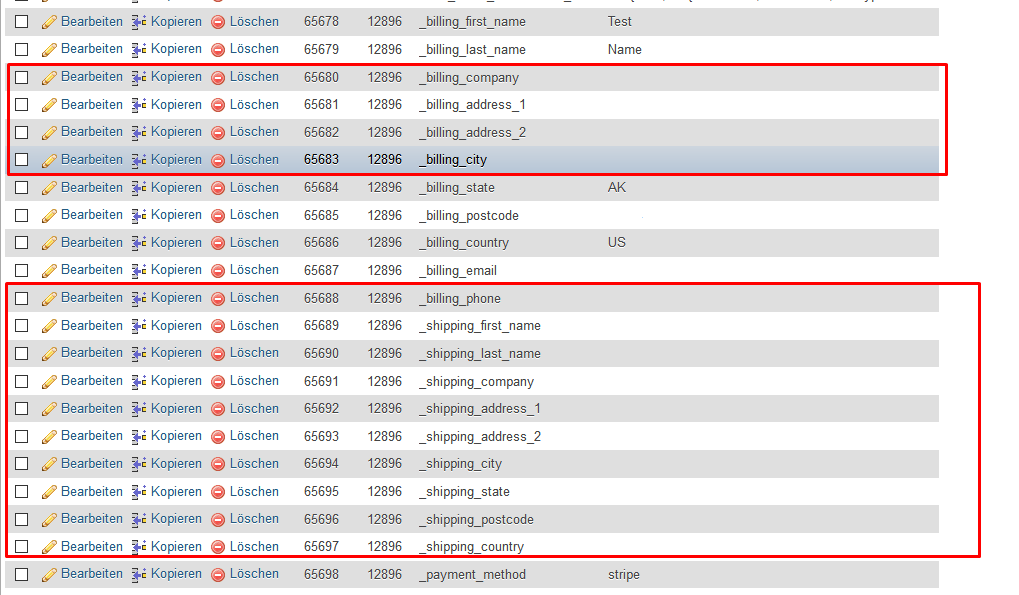 Bearbeiten Kopieren Löschen 65678 12896 _billing_first_name Test
Bearbeiten Kopieren Löschen 65679 12896 _billing_last_name Name
Bearbeiten Kopieren Löschen 65680 12896 _billing_company
Bearbeiten Kopieren Löschen 65681 12896 _billing_address_1
Bearbeiten Kopieren Löschen 65682 12896 _billing_address_2
Bearbeiten Kopieren Löschen 65683 12896 _billing_city
Bearbeiten Kopieren Löschen 65684 12896 _billing_state AK
Bearbeiten Kopieren Löschen 65685 12896 _billing_postcode
Bearbeiten Kopieren Löschen 65686 12896 _billing_country US
Bearbeiten Kopieren Löschen 65687 12896 _billing_email
Bearbeiten Kopieren Löschen 65688 12896 _billing_phone
Bearbeiten Kopieren Löschen 65689 12896 _shipping_first_name
Bearbeiten Kopieren Löschen 65690 12896 _shipping_last_name
Bearbeiten Kopieren Löschen 65691 12896 _shipping_company
Bearbeiten Kopieren Löschen 65692 12896 _shipping_address_1
Bearbeiten Kopieren Löschen 65693 12896 _shipping_address_2
Bearbeiten Kopieren Löschen 65694 12896 _shipping_city
Bearbeiten Kopieren Löschen 65695 12896 _shipping_state
Bearbeiten Kopieren Löschen 65696 12896 _shipping_postcode
Bearbeiten Kopieren Löschen 65697 12896 _shipping_country
Bearbeiten Kopieren Löschen 65698 12896 _payment_method stripe